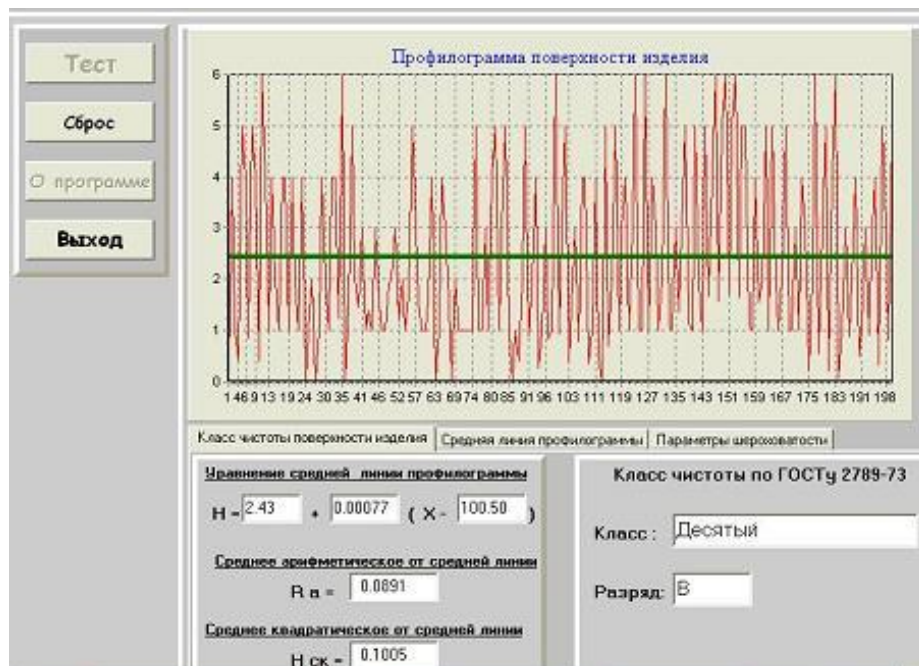 Тест
Сброс
О программе
Выход
Профилограмма поверхности изделия
6
5
4
3
2
1
0
1 4 6 9 13 19 24 30 35 41 46 52 57 63 69 74 80 85 91 96 103 111 119 127 135 143 151 159 167 175 183 191 198
Класс чистоты поверхности изделия Средняя линия профилограммы Параметры шероховатости
Уравнение средней линии профилограммы
H = 2.43 + 0.00077 ( X - 100.50 )
Среднее арифметическое от средней линии
R a = 0.0891
Среднее квадратическое от средней линии
H ск = 0.1005
Класс чистоты по ГОСТу 2789-73
Класс : Десятый
Разряд: В